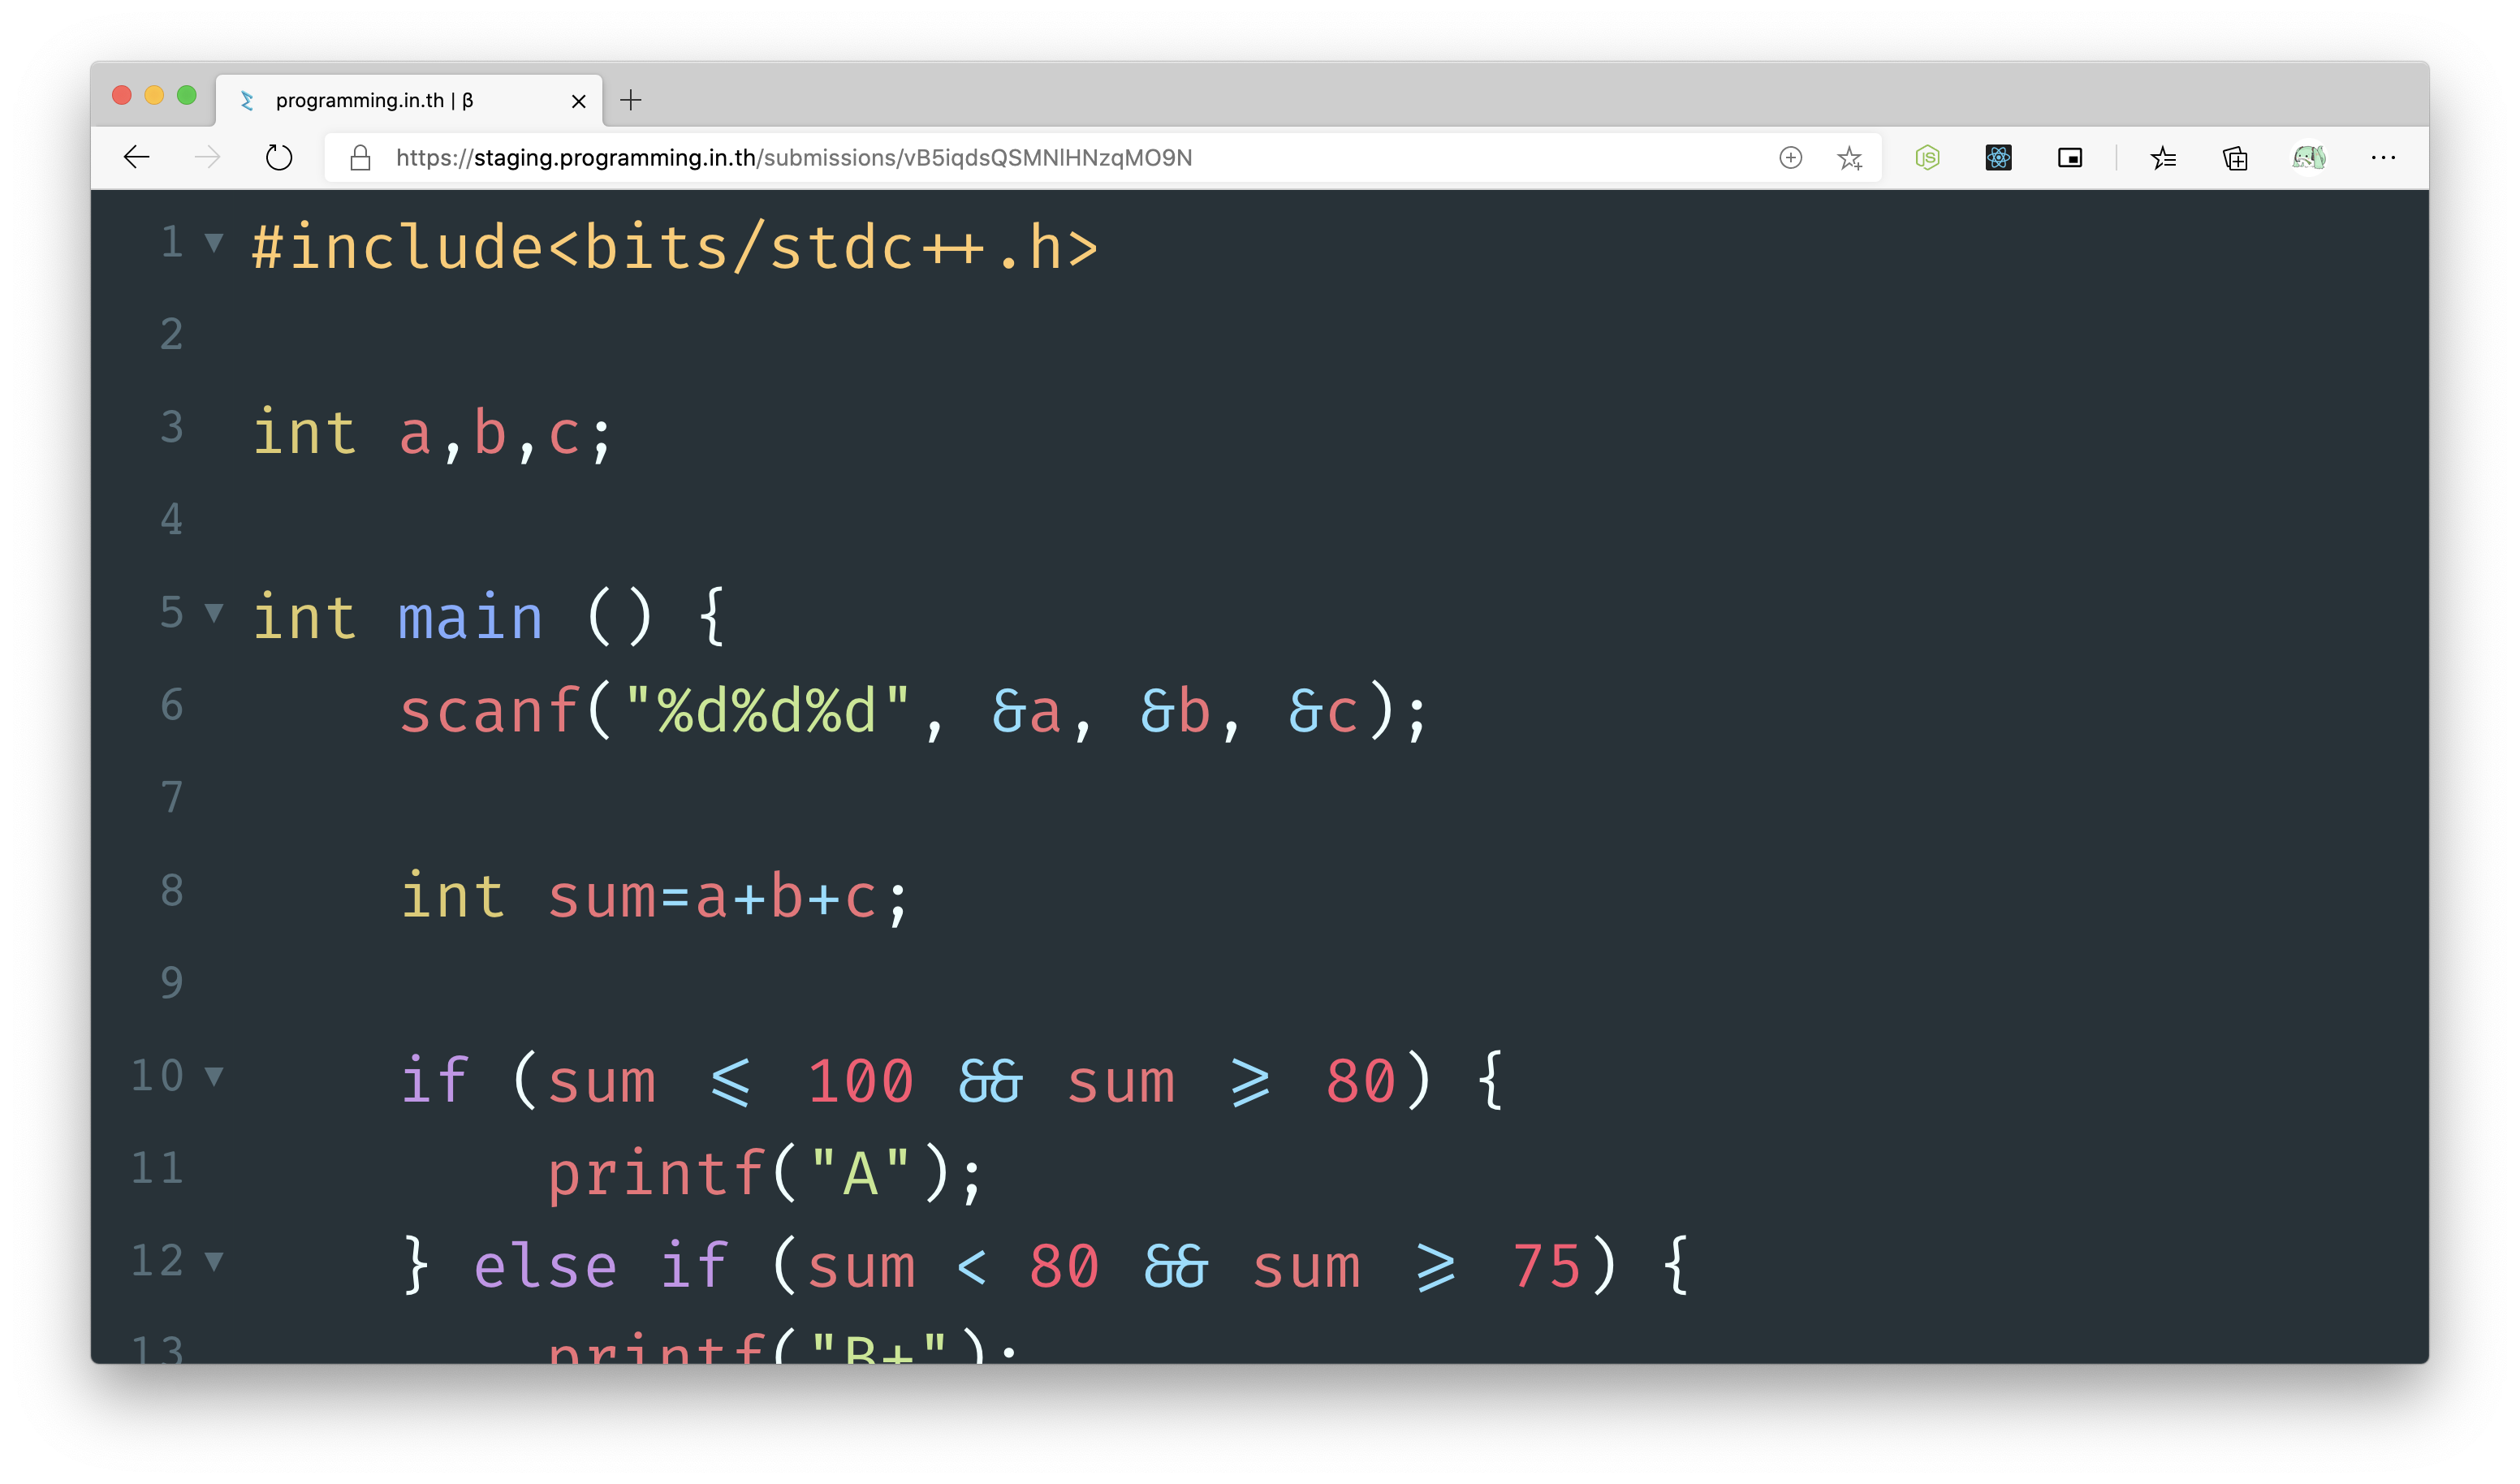 programming.in.th | β
https://staging.programming.in.th/submissions/vB5iqdsQSMNlHNzqMO9N
1 #include<bits/stdc++.h>
2
3 int a,b,c;
4
5 int main () {
6 scanf("%d%d%d", &a, &b, &c);
7
8 int sum=a+b+c;
9
10 if (sum <= 100 && sum >= 80) {
11 printf("A");
12 } else if (sum < 80 && sum >= 75) {
13 printf("B+");